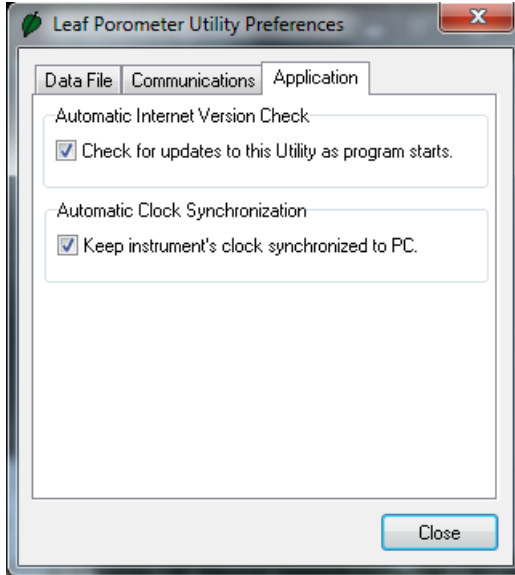 Leaf Porometer Utility Preferences
Data File Communications Application
Automatic Internet Version Check
Check for updates to this Utility as program starts.
Automatic Clock Synchronization
Keep instrument's clock synchronized to PC.
Close